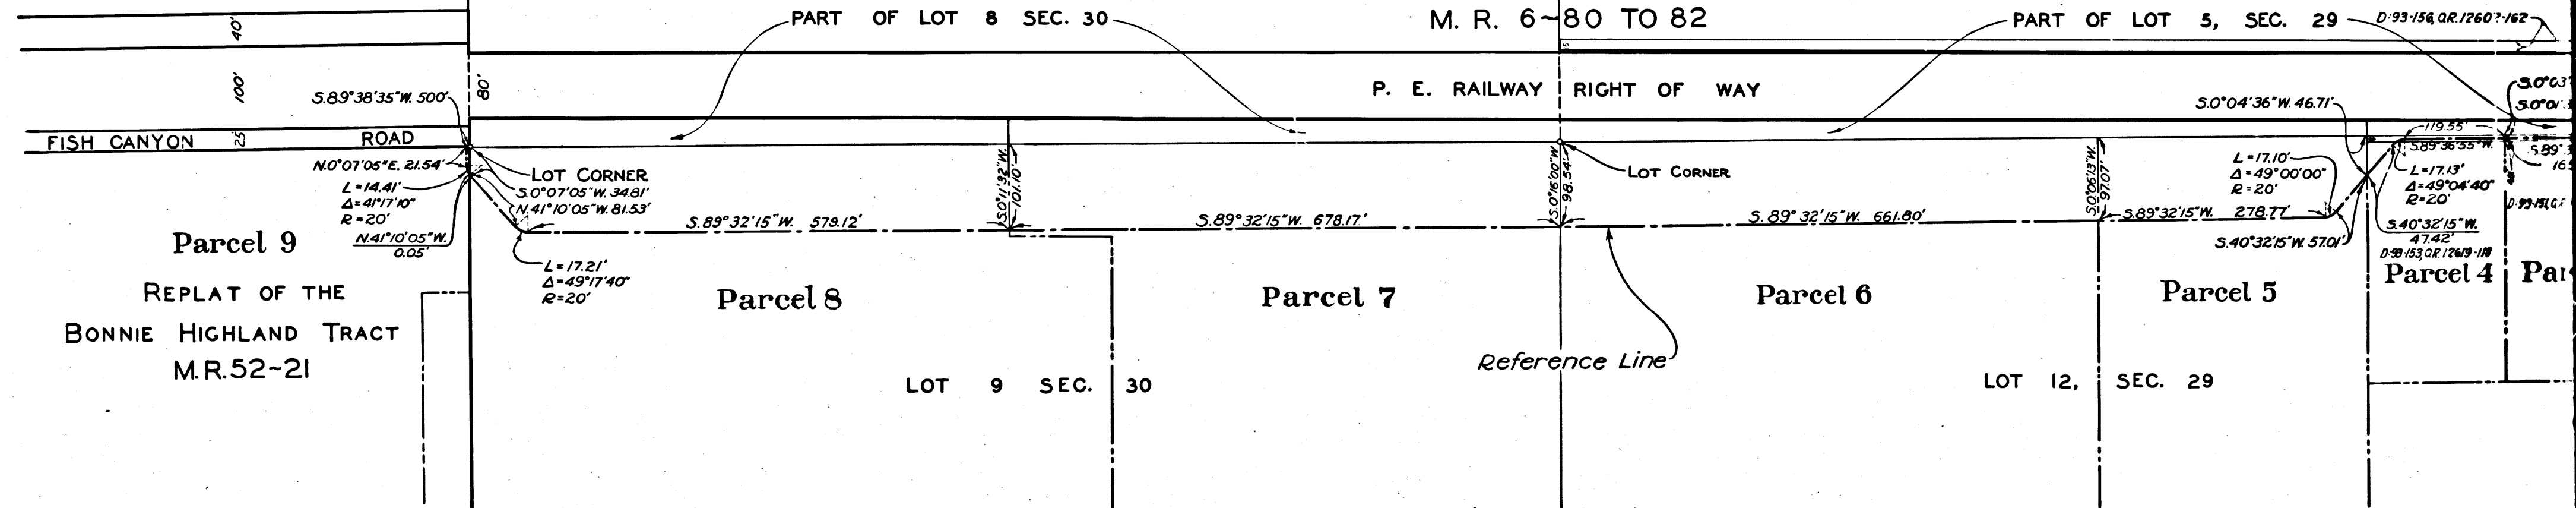 40'
PART OF LOT 8 SEC. 30
M. R. 6~80 TO 82
PART OF LOT 5, SEC. 29
100'
80'
P. E. RAILWAY RIGHT OF WAY
S.89°38'35"W. 500'
S.0°04'36"W. 46.71'
FISH CANYON ROAD
25'
119.55'
S.89°36'55"W.
N.0°07'05"E. 21.54'
LOT CORNER
S.0°07'05"W. 34.81'
N.41°10'05"W. 81.53'
L=14.41'
Δ=41°17'10"
R=20'
N.41°10'05"W.
0.05'
S.0°11'32"W.
101.10'
S.0°16'00"W.
98.54'
LOT CORNER
S.0°06'13"W.
97.07'
L=17.10'
Δ=49°00'00"
R=20'
L=17.13'
Δ=49°04'40"
R=20'
S.89°32'15"W. 579.12'
S.89°32'15"W. 678.17'
S.89°32'15"W. 661.80'
S.89°32'15"W. 278.77'
S.40°32'15"W. 57.01'
S.40°32'15"W.
47.42'
L=17.21'
Δ=49°17'40"
R=20'
Parcel 9
REPLAT OF THE
BONNIE HIGHLAND TRACT
M.R. 52~21
Parcel 8
Parcel 7
Parcel 6
Parcel 5
Parcel 4
Reference Line
LOT 9 SEC. 30
LOT 12, SEC. 29